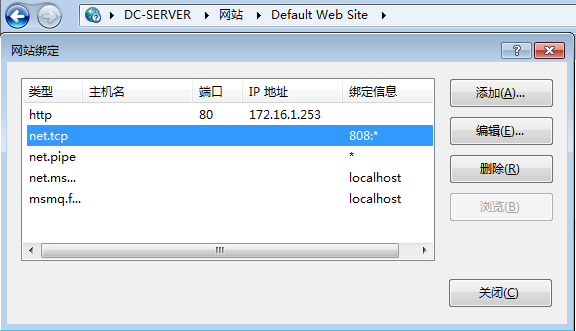 DC-SERVER 网站 Default Web Site
网站绑定
类型 主机名 端口 IP 地址 绑定信息
http 80 172.16.1.253
net.tcp 808:*
net.pipe *
net.ms... localhost
msmq.f... localhost
添加(A)...
编辑(E)...
删除(R)
浏览(B)
关闭(C)